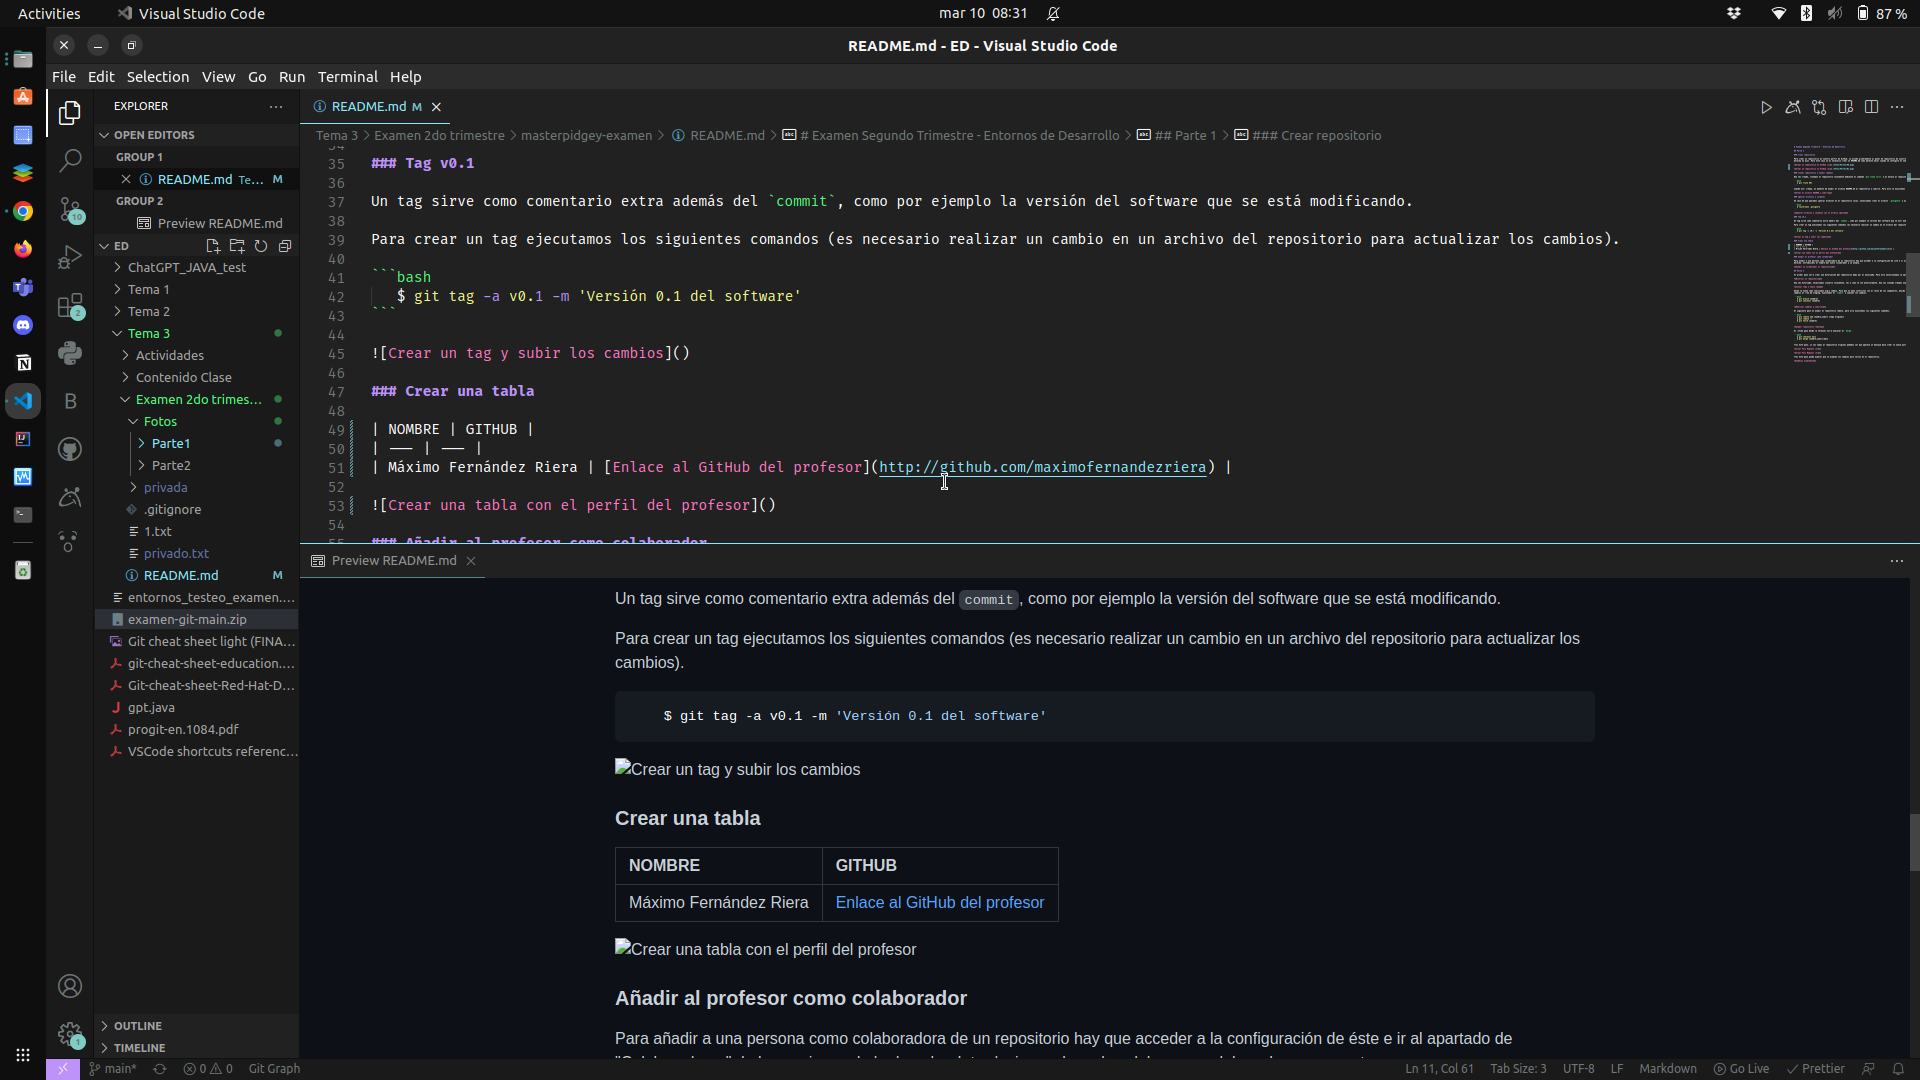 Activities
Visual Studio Code
mar 10 08:31
87 %
README.md - ED - Visual Studio Code
File Edit Selection View Go Run Terminal Help
EXPLORER
OPEN EDITORS
GROUP 1
README.md Te... M
GROUP 2
Preview README.md
ED
ChatGPT_JAVA_test
Tema 1
Tema 2
Tema 3
Actividades
Contenido Clase
Examen 2do trimes...
Fotos
Parte1
Parte2
privada
.gitignore
1.txt
privado.txt
README.md M
entornos_testeo_examen....
examen-git-main.zip
Git cheat sheet light (FINA...
git-cheat-sheet-education....
Git-cheat-sheet-Red-Hat-D...
gpt.java
progit-en.1084.pdf
VSCode shortcuts referenc...
OUTLINE
TIMELINE
10
2
B
1
README.md M
Tema 3 > Examen 2do trimestre > masterpidgey-examen > README.md > # Examen Segundo Trimestre - Entornos de Desarrollo > ## Parte 1 > ### Crear repositorio
34
35 ### Tag v0.1
36
37 Un tag sirve como comentario extra además del `commit`, como por ejemplo la versión del software que se está modificando.
38
39 Para crear un tag ejecutamos los siguientes comandos (es necesario realizar un cambio en un archivo del repositorio para actualizar los cambios).
40
41 ```bash
42 $ git tag -a v0.1 -m 'Versión 0.1 del software'
43 ```
44
45 ![Crear un tag y subir los cambios]()
46
47 ### Crear una tabla
48
49 | NOMBRE | GITHUB |
50 | --- | --- |
51 | Máximo Fernández Riera | [Enlace al GitHub del profesor](http://github.com/maximofernandezriera) |
52
53 ![Crear una tabla con el perfil del profesor]()
54
55 ### Añadir al profesor como colaborador
Preview README.md
Un tag sirve como comentario extra además del commit, como por ejemplo la versión del software que se está modificando.
Para crear un tag ejecutamos los siguientes comandos (es necesario realizar un cambio en un archivo del repositorio para actualizar los
cambios).
$ git tag -a v0.1 -m 'Versión 0.1 del software'
Crear un tag y subir los cambios
Crear una tabla
NOMBRE GITHUB
Máximo Fernández Riera Enlace al GitHub del profesor
Crear una tabla con el perfil del profesor
Añadir al profesor como colaborador
Para añadir a una persona como colaboradora de un repositorio hay que acceder a la configuración de éste e ir al apartado de
main*
0 0
Git Graph
Ln 11, Col 61
Tab Size: 3
UTF-8
LF
Markdown
Go Live
Prettier